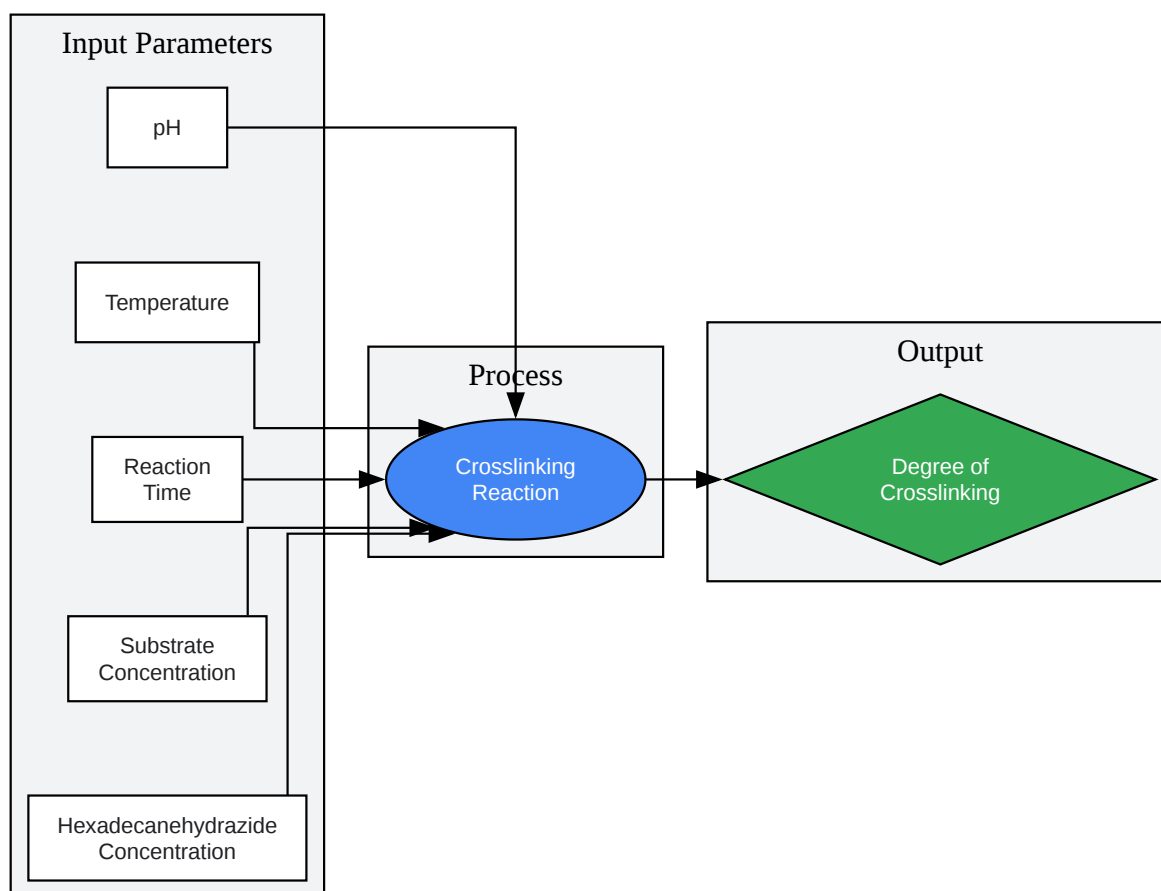 Input Parameters
pH
Temperature
Reaction
Time
Substrate
Concentration
Hexadecanehydrazide
Concentration
Process
Crosslinking
Reaction
Output
Degree of
Crosslinking